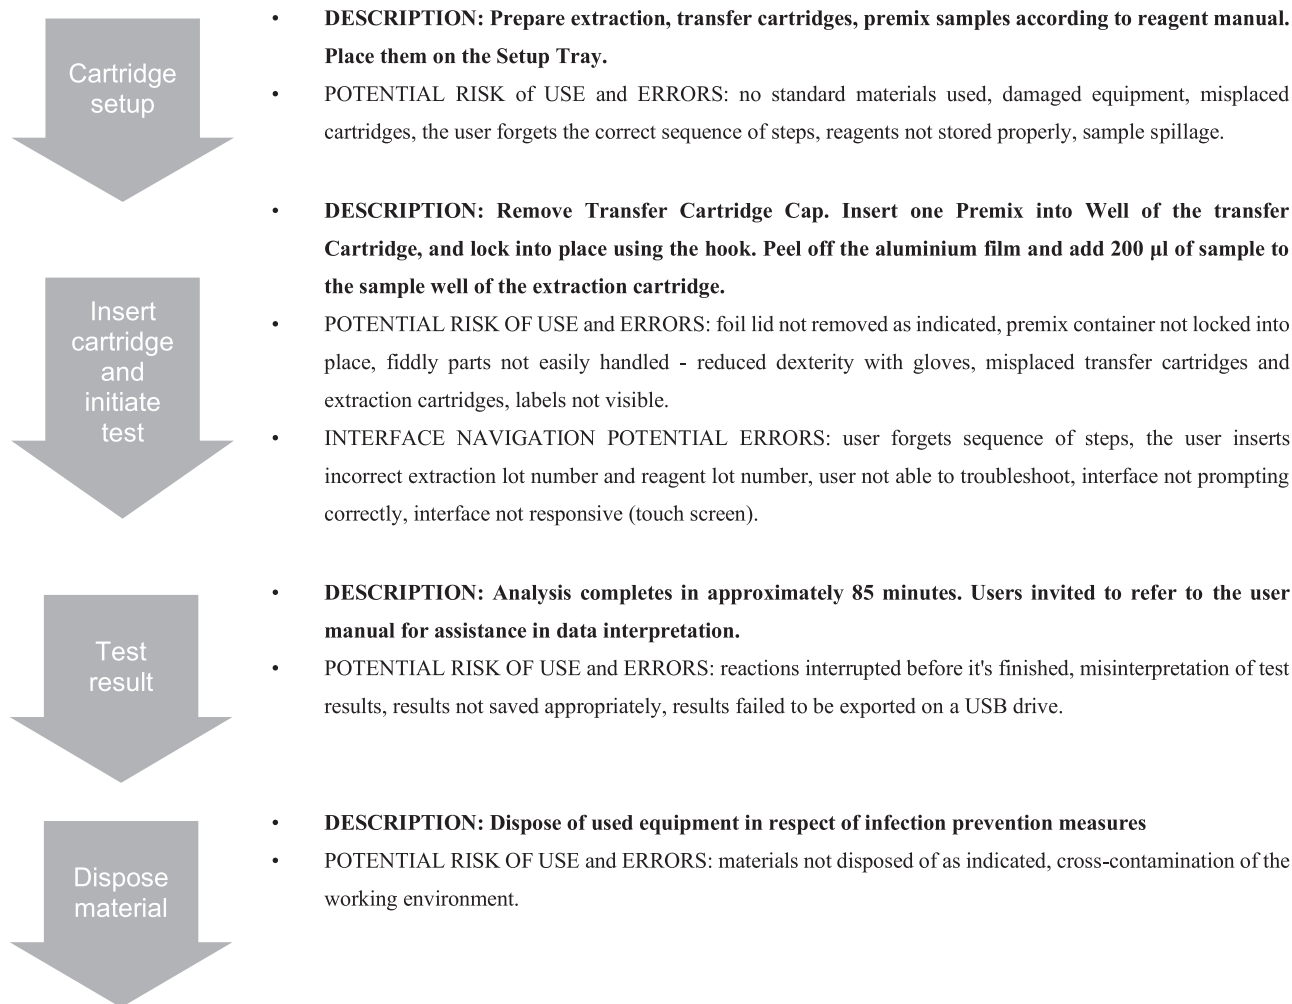 Cartridge
setup
• DESCRIPTION: Prepare extraction, transfer cartridges, premix samples according to reagent manual.
Place them on the Setup Tray.
• POTENTIAL RISK of USE and ERRORS: no standard materials used, damaged equipment, misplaced
cartridges, the user forgets the correct sequence of steps, reagents not stored properly, sample spillage.
Insert
cartridge
and
initiate
test
• DESCRIPTION: Remove Transfer Cartridge Cap. Insert one Premix into Well of the transfer
Cartridge, and lock into place using the hook. Peel off the aluminium film and add 200 µl of sample to
the sample well of the extraction cartridge.
• POTENTIAL RISK OF USE and ERRORS: foil lid not removed as indicated, premix container not locked into
place, fiddly parts not easily handled - reduced dexterity with gloves, misplaced transfer cartridges and
extraction cartridges, labels not visible.
• INTERFACE NAVIGATION POTENTIAL ERRORS: user forgets sequence of steps, the user inserts
incorrect extraction lot number and reagent lot number, user not able to troubleshoot, interface not prompting
correctly, interface not responsive (touch screen).
Test
result
• DESCRIPTION: Analysis completes in approximately 85 minutes. Users invited to refer to the user
manual for assistance in data interpretation.
• POTENTIAL RISK OF USE and ERRORS: reactions interrupted before it's finished, misinterpretation of test
results, results not saved appropriately, results failed to be exported on a USB drive.
Dispose
material
• DESCRIPTION: Dispose of used equipment in respect of infection prevention measures
• POTENTIAL RISK OF USE and ERRORS: materials not disposed of as indicated, cross-contamination of the
working environment.